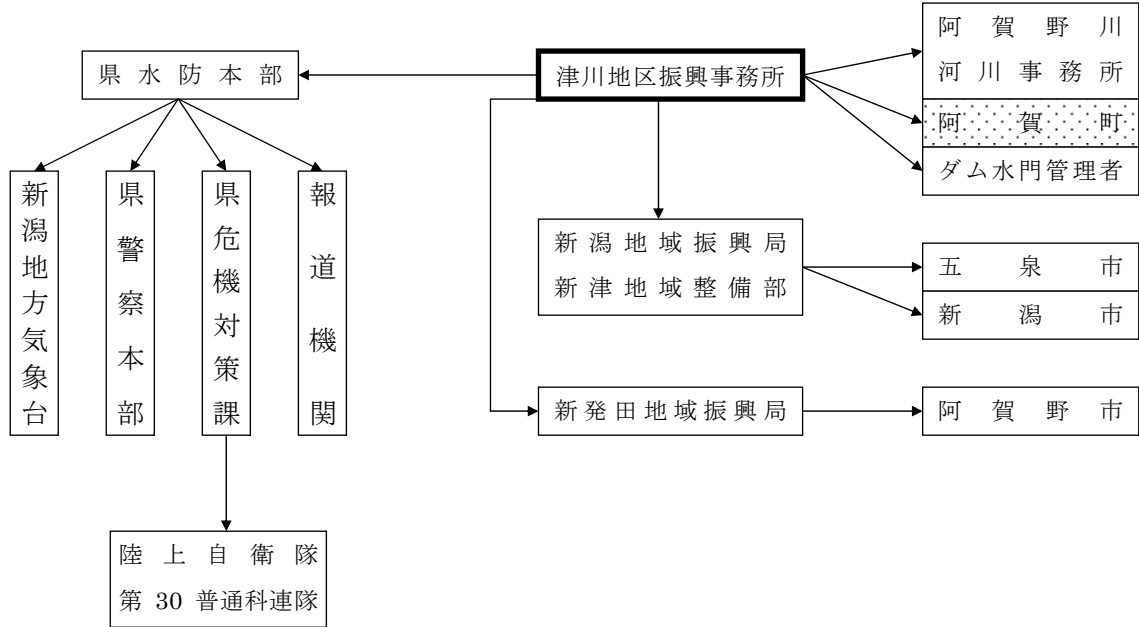 県水防本部
津川地区振興事務所
阿賀野川
河川事務所
阿賀町
ダム水門管理者
新潟地方気象台
県警察本部
県危機対策課
報道機関
新潟地域振興局
新津地域整備部
五泉市
新潟市
新発田地域振興局
阿賀野市
陸上自衛隊
第 30 普通科連隊